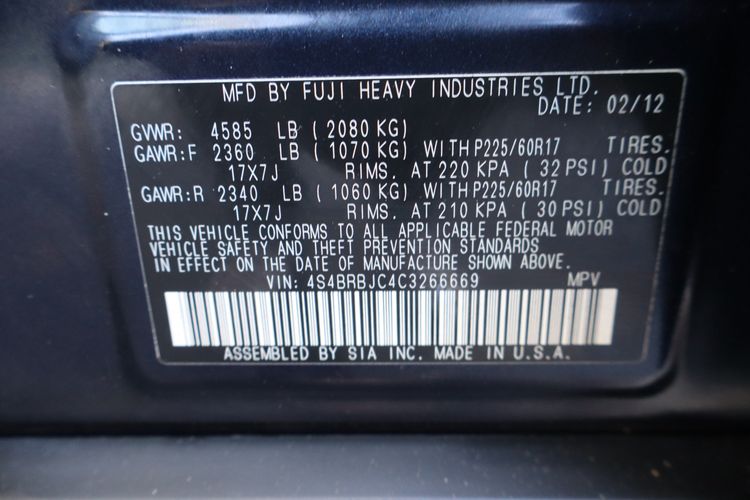 MFD BY FUJI HEAVY INDUSTRIES LTD.
DATE: 02/12
GVWR: 4585 LB ( 2080 KG)
GAWR:F 2360 LB ( 1070 KG) WITH P225/60R17 TIRES.
17X7J RIMS. AT 220 KPA ( 32 PSI) COLD
GAWR:R 2340 LB ( 1060 KG) WITH P225/60R17 TIRES.
17X7J RIMS. AT 210 KPA ( 30 PSI) COLD
THIS VEHICLE CONFORMS TO ALL APPLICABLE FEDERAL MOTOR
VEHICLE SAFETY AND THEFT PREVENTION STANDARDS
IN EFFECT ON THE DATE OF MANUFACTURE SHOWN ABOVE.
VIN: 4S4BRBJC4C3266669 MPV
ASSEMBLED BY SIA INC. MADE IN U.S.A.